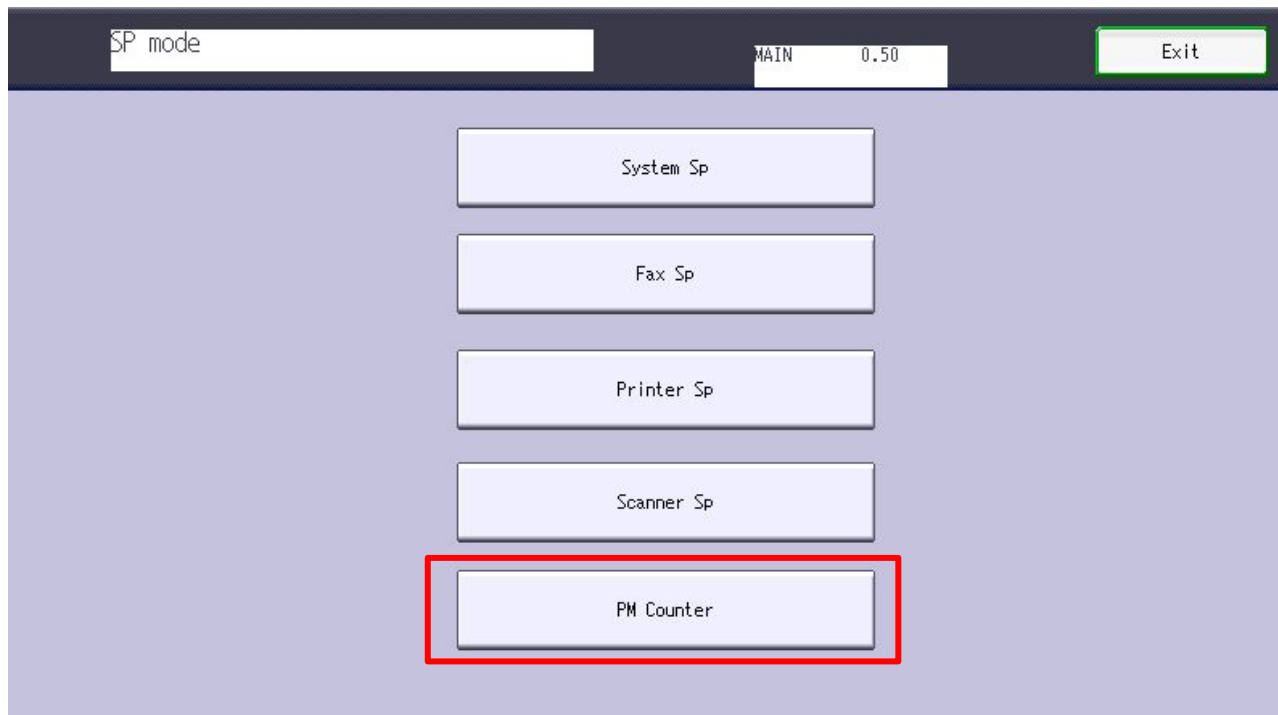 SP mode
MAIN 0.50
Exit
System Sp
Fax Sp
Printer Sp
Scanner Sp
PM Counter